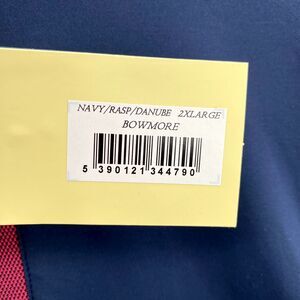 NAVY/RASP/DANUBE 2XLARGE
BOWMORE
5 390121 344790